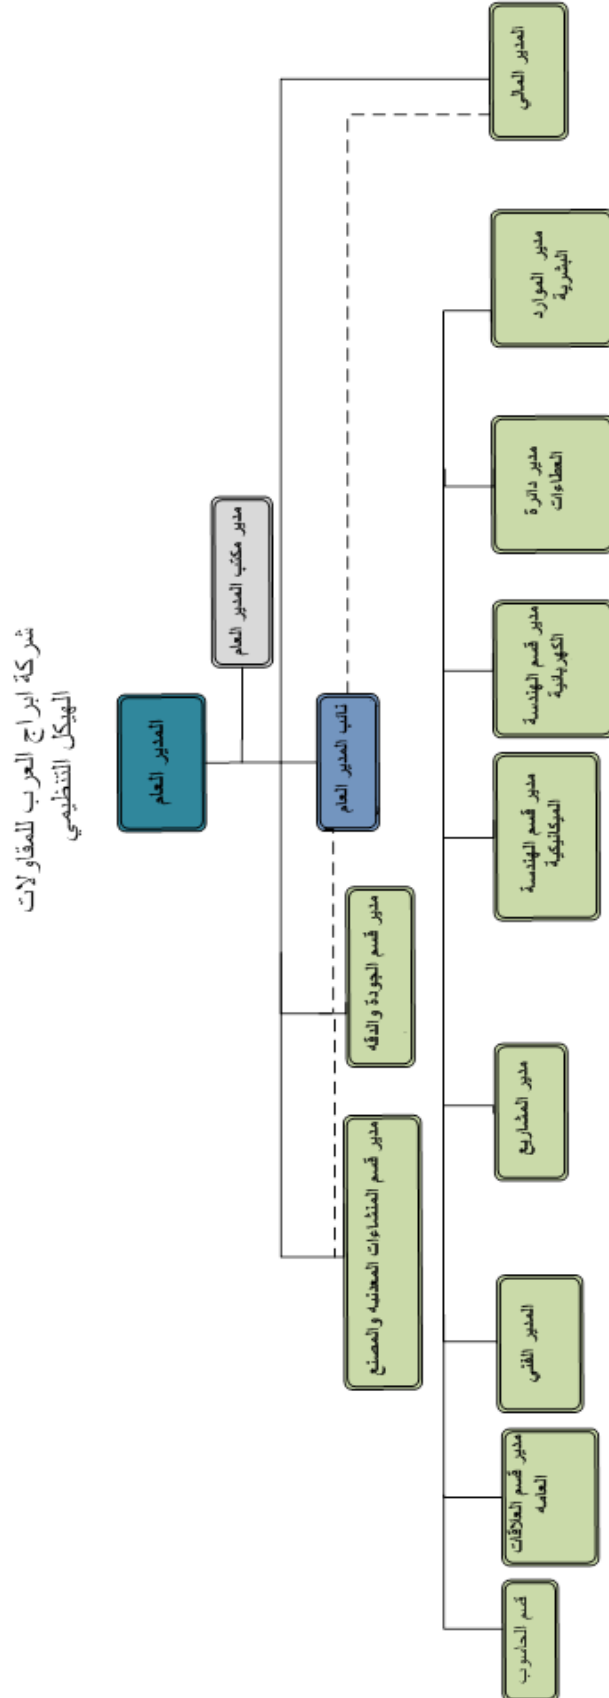 شركة ابراج العرب للمقاولات
الهيكل التنظيمي
المدير العام
مدير مكتب المدير العام
نائب المدير العام
المدير المالي
مدير قسم الجودة والدقه
مدير قسم المنشاءات المعدنيه والمصنع
مدير الموارد
البشرية
مدير دائرة
العطاءات
مدير قسم الهندسة
الكهربائية
مدير قسم الهندسة
الميكانيكية
مدير المشاريع
المدير الفني
مدير قسم العلاقات
العامه
قسم الحاسوب